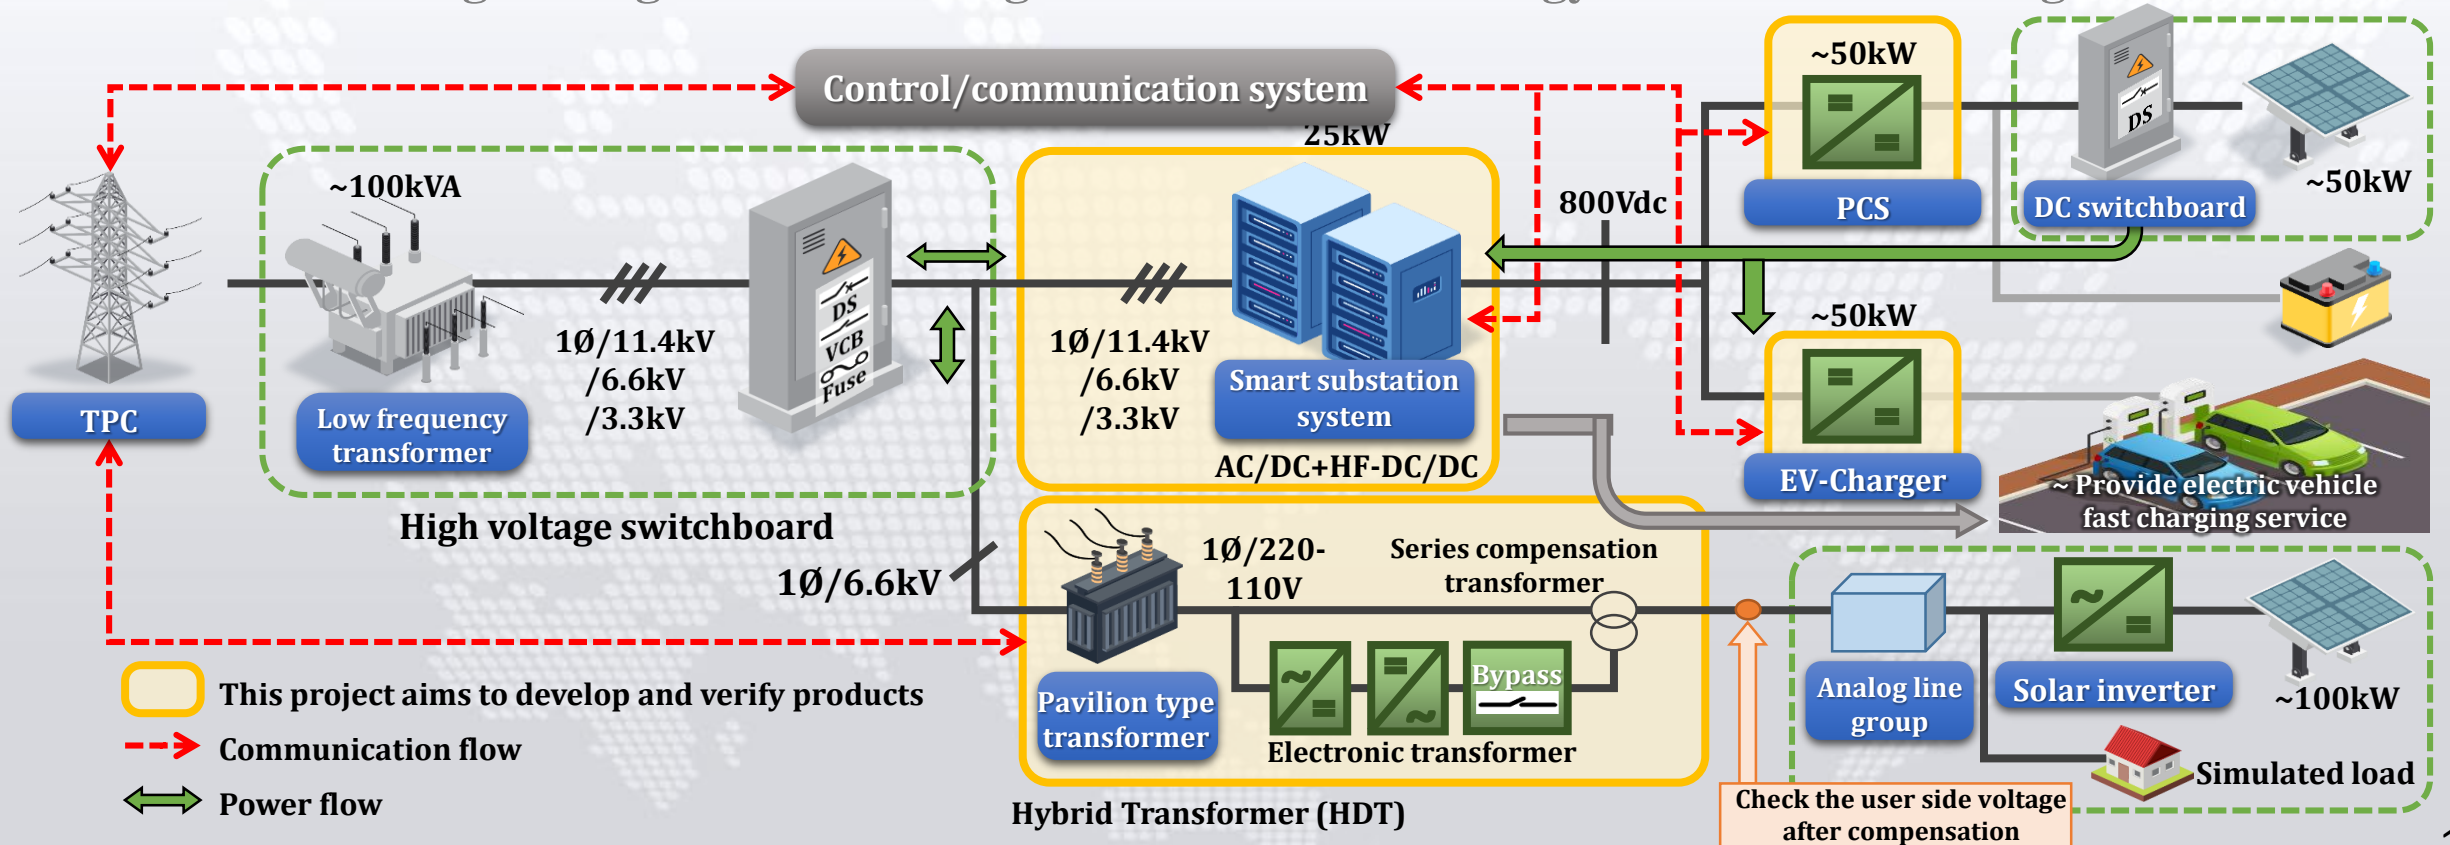 Control/communication system
25kW
~50kW
~100kVA
DS
PCS
DC switchboard
~50kW
800Vdc
DS
VCB
Fuse
1Ø/11.4kV
/6.6kV
/3.3kV
1Ø/11.4kV
/6.6kV
/3.3kV
Smart substation
system
AC/DC+HF-DC/DC
~50kW
EV-Charger
~ Provide electric vehicle
fast charging service
TPC
Low frequency
transformer
High voltage switchboard
1Ø/6.6kV
1Ø/220-
110V
Series compensation
transformer
Bypass
Pavilion type
transformer
Electronic transformer
Hybrid Transformer (HDT)
Analog line
group
Solar inverter
~100kW
Simulated load
Check the user side voltage
after compensation
This project aims to develop and verify products
Communication flow
Power flow